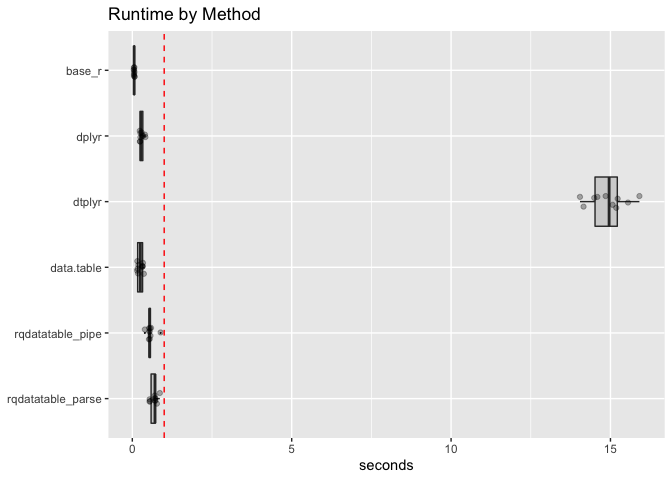 Runtime by Method
base_r
dplyr
dtplyr
data.table
rqdatatable_pipe
rqdatatable_parse
0 5 10 15
seconds